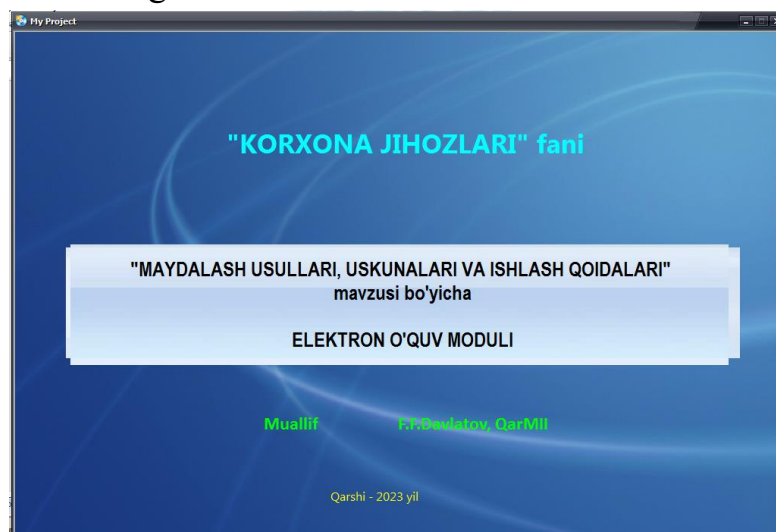 My Project
"KORXONA JIHOZLARI" fani
"MAYDALASH USULLARI, USKUNALARI VA ISHLASH QOIDALARI"
mavzusi bo'yicha
ELEKTRON O'QUV MODULI
Muallif F.F.Davlatov, QarMII
Qarshi - 2023 yil